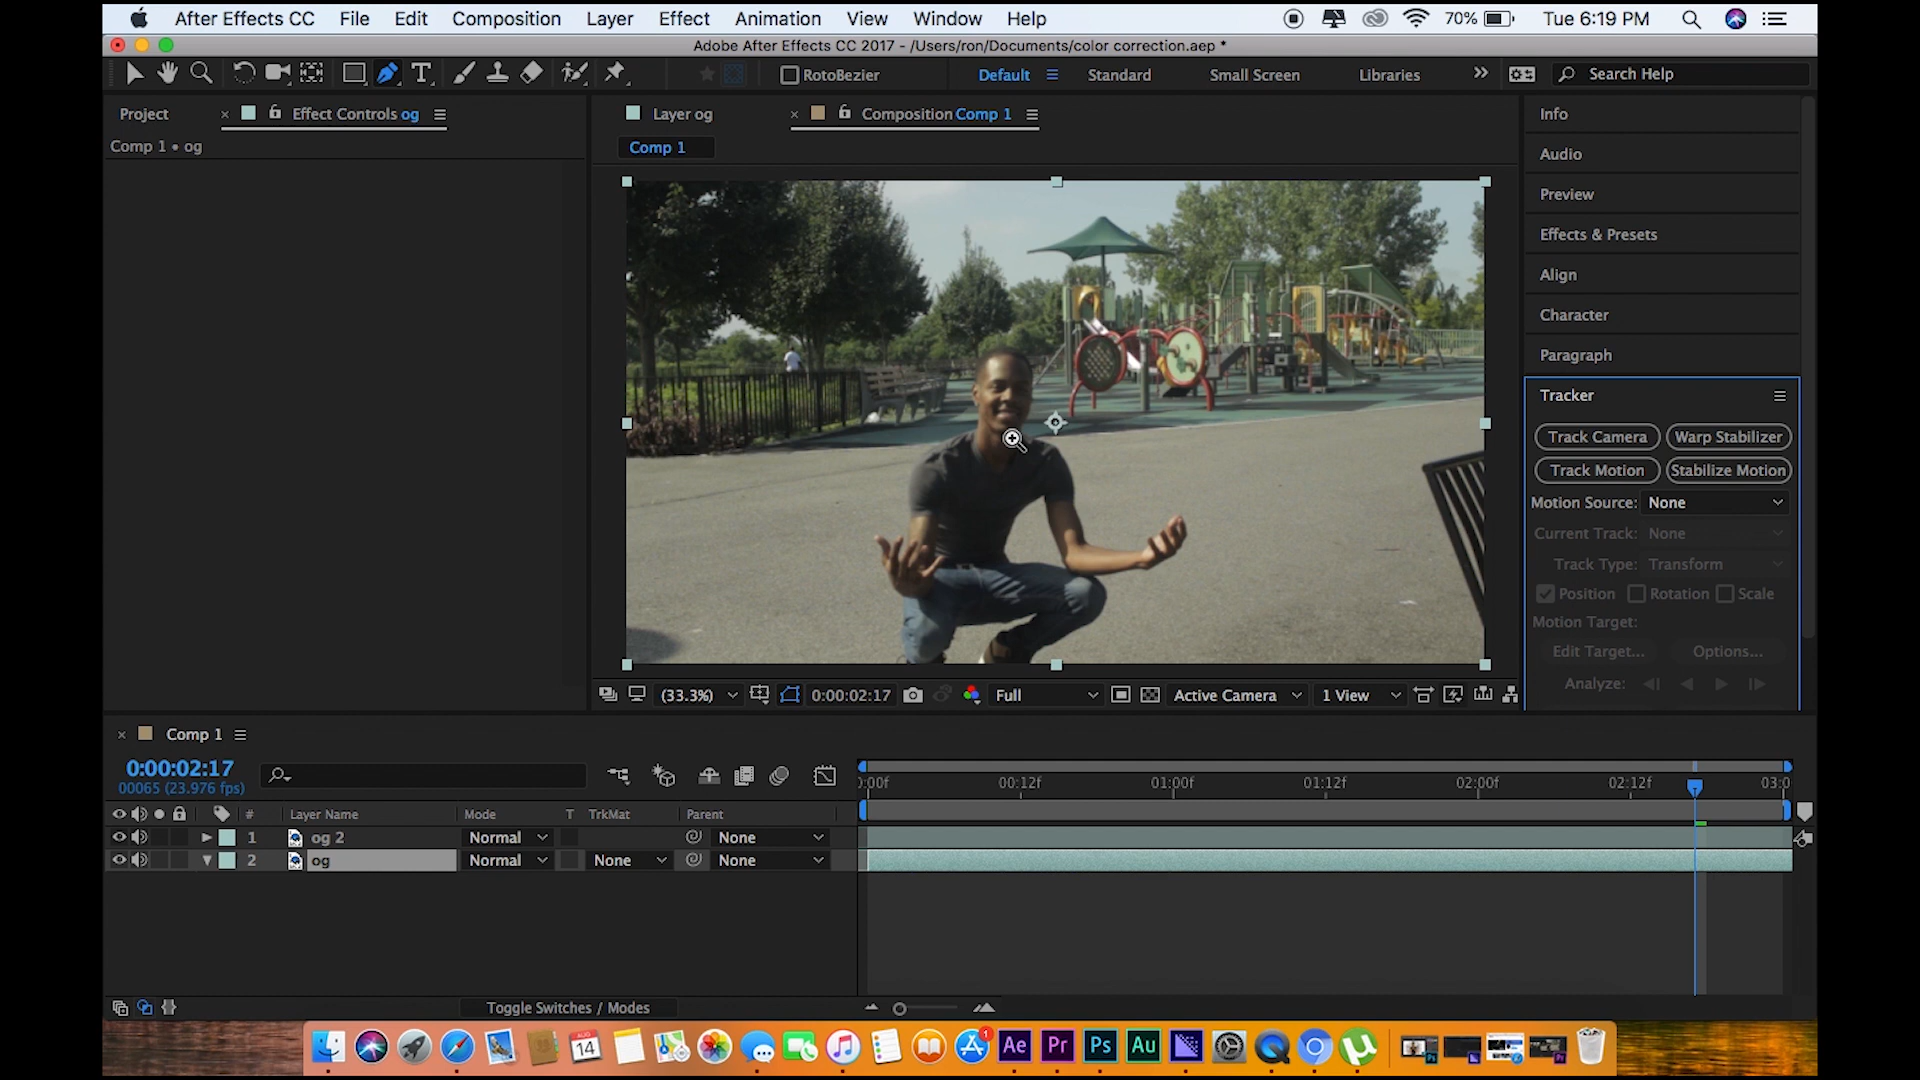 After Effects CC File Edit Composition Layer Effect Animation View Window Help 70% Tue 6:19 PM
Adobe After Effects CC 2017 - /Users/ron/Documents/color correction.aep *
T RotoBezier Default Standard Small Screen Libraries Search Help
Project
Effect Controls og
Comp 1 • og
Layer og
Composition Comp 1
Comp 1
(33.3%) 0:00:02:17 Full Active Camera 1 View
Info
Audio
Preview
Effects & Presets
Align
Character
Paragraph
Tracker
Track Camera Warp Stabilizer
Track Motion Stabilize Motion
Motion Source: None
Current Track: None
Track Type: Transform
Position Rotation Scale
Motion Target:
Edit Target... Options...
Analyze:
Comp 1
0:00:02:17
00065 (23.976 fps)
:00f 00:12f 01:00f 01:12f 02:00f 02:12f 03:0
# Layer Name Mode T TrkMat Parent
1 og 2 Normal None
2 og Normal None None
Toggle Switches / Modes
AUG
14
1
Ae Pr Ps Au